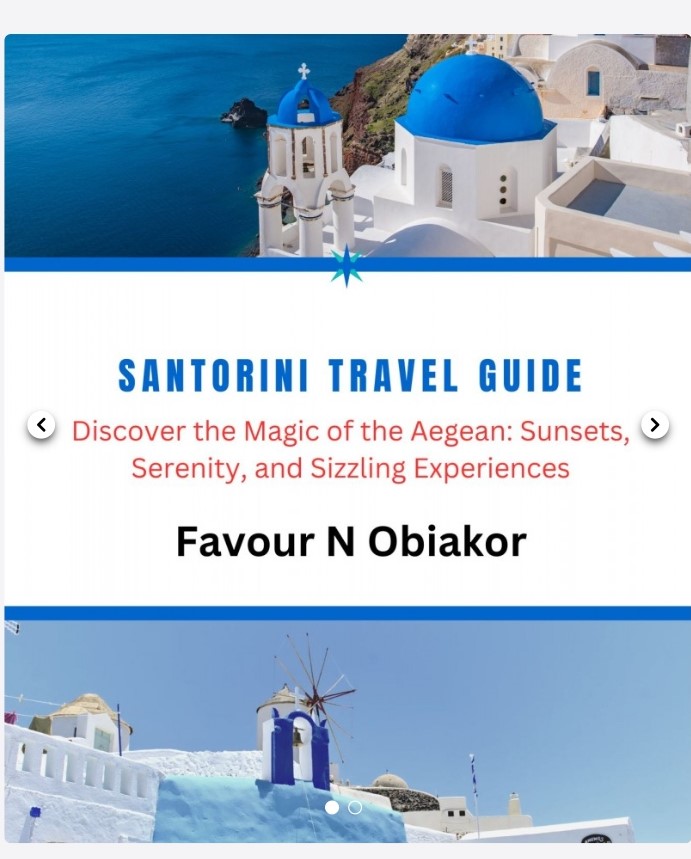 SANTORINI TRAVEL GUIDE
Discover the Magic of the Aegean: Sunsets,
Serenity, and Sizzling Experiences
Favour N Obiakor